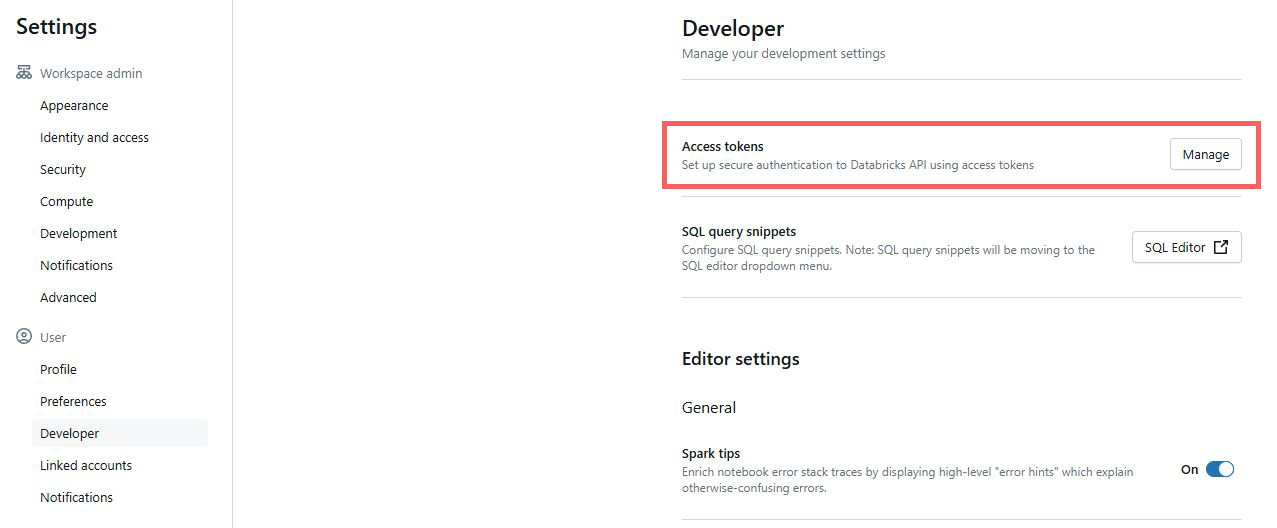 Settings
Workspace admin
Appearance
Identity and access
Security
Compute
Development
Notifications
Advanced
User
Profile
Preferences
Developer
Linked accounts
Notifications
Developer
Manage your development settings
Access tokens
Set up secure authentication to Databricks API using access tokens
Manage
SQL query snippets
Configure SQL query snippets. Note: SQL query snippets will be moving to the
SQL editor dropdown menu.
SQL Editor
Editor settings
General
Spark tips
Enrich notebook error stack traces by displaying high-level "error hints" which explain
otherwise-confusing errors.
On